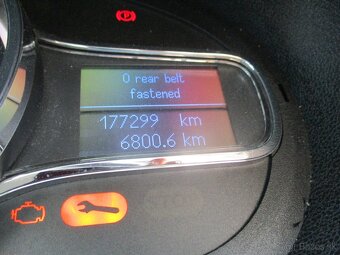 0 rear belt
fastened
177299 km
6800.6 km